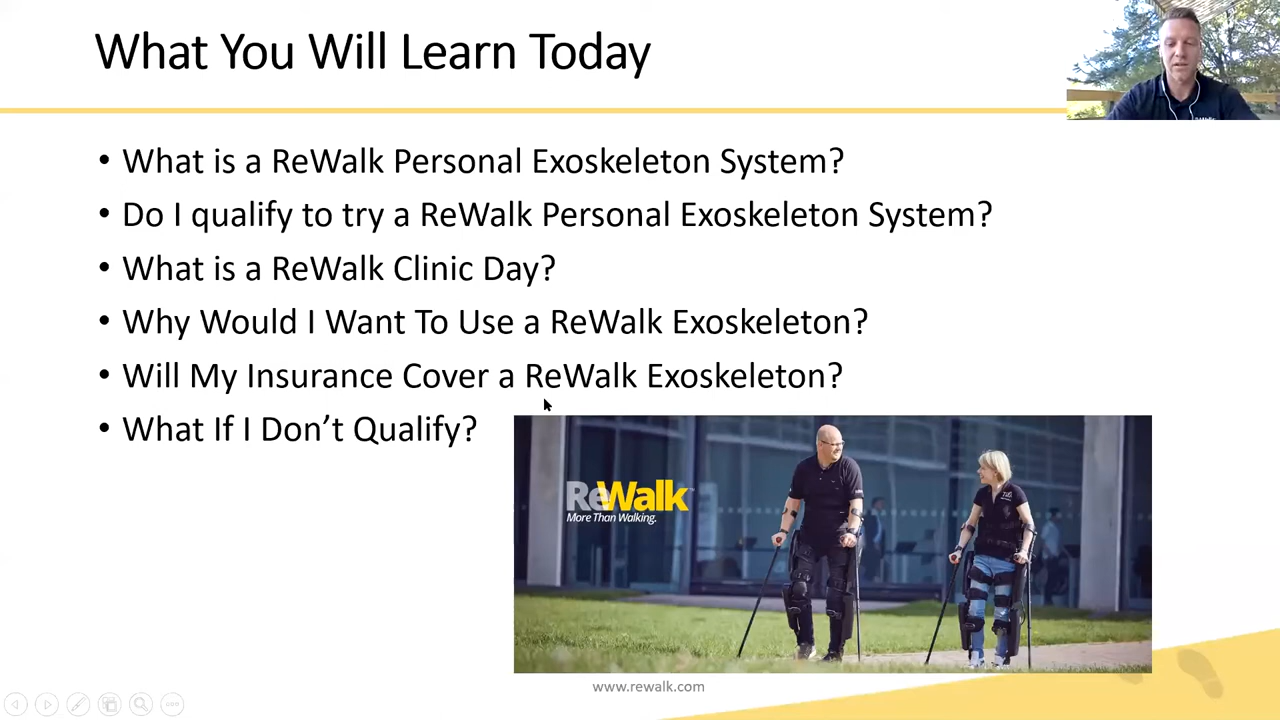 What You Will Learn Today
• What is a ReWalk Personal Exoskeleton System?
• Do I qualify to try a ReWalk Personal Exoskeleton System?
• What is a ReWalk Clinic Day?
• Why Would I Want To Use a ReWalk Exoskeleton?
• Will My Insurance Cover a ReWalk Exoskeleton?
• What If I Don’t Qualify?
ReWalk™
More Than Walking.
www.rewalk.com